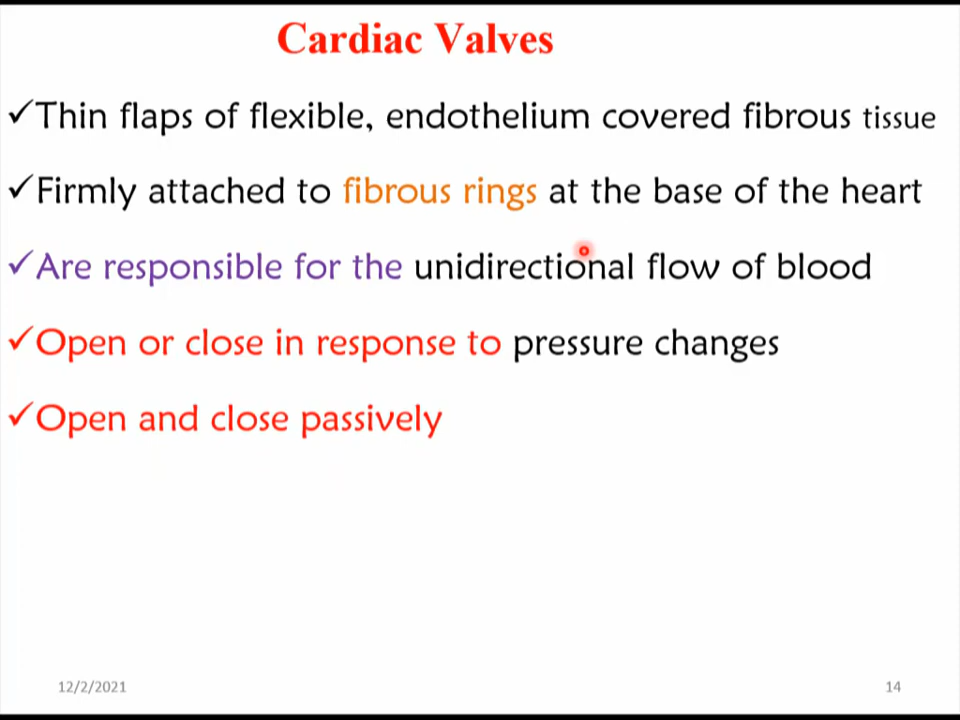 Cardiac Valves
✓Thin flaps of flexible, endothelium covered fibrous tissue
✓Firmly attached to fibrous rings at the base of the heart
✓Are responsible for the unidirectional flow of blood
✓Open or close in response to pressure changes
✓Open and close passively
12/2/2021
14